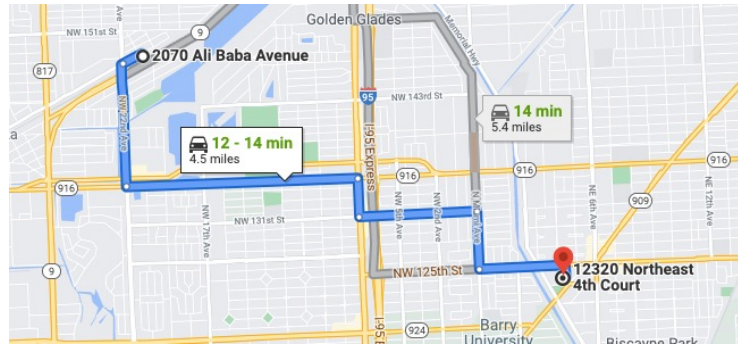 Golden Glades
NW 151st St
9
Memorial Hwy
2070 Ali Baba Avenue
817
95
NW 143rd St
14 min
5.4 miles
NW 22nd Ave
12 - 14 min
4.5 miles
I-95 Express
916
916
916
NW 17th Ave
NW 131st St
NW 5th Ave
NW 2nd Ave
N Miami Ave
NE 6th Ave
NE 12th Ave
909
9
NW 125th St
12320 Northeast
4th Court
I-95 E
924
Barry
University
Biscayne Park